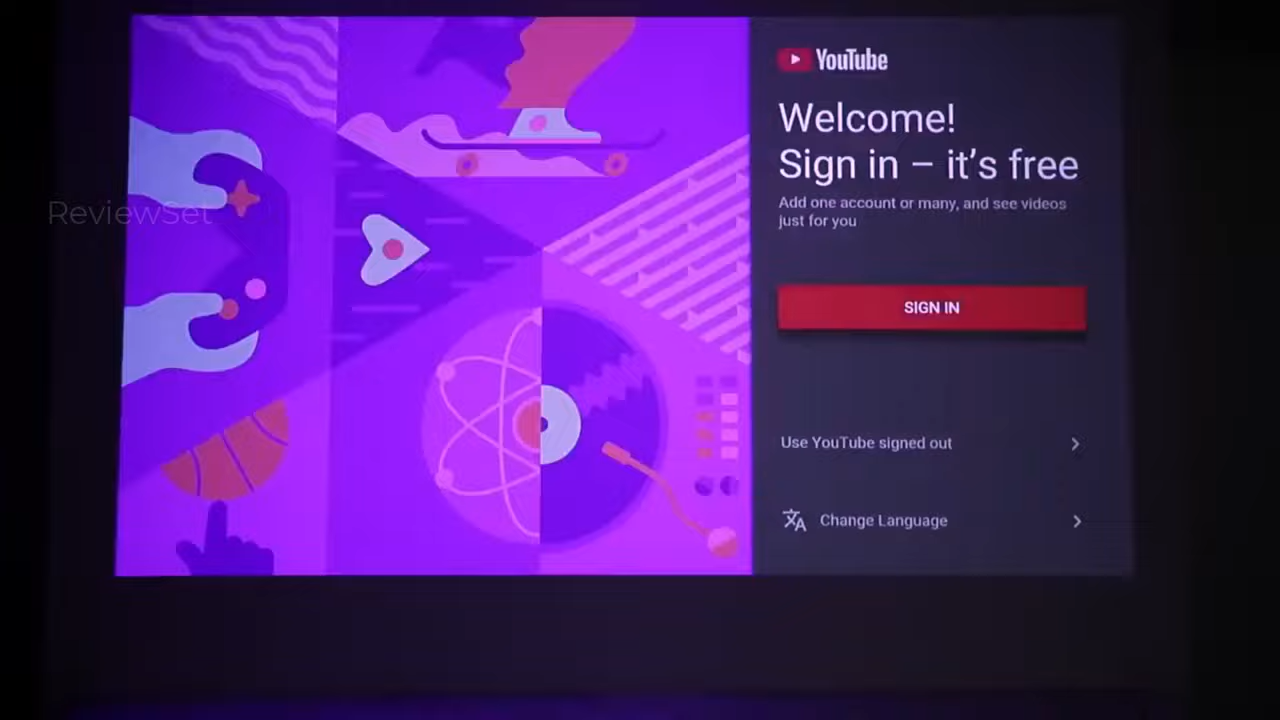 YouTube
Welcome!
Sign in – it's free
Add one account or many, and see videos
just for you
ReviewSet
SIGN IN
Use YouTube signed out
Change Language